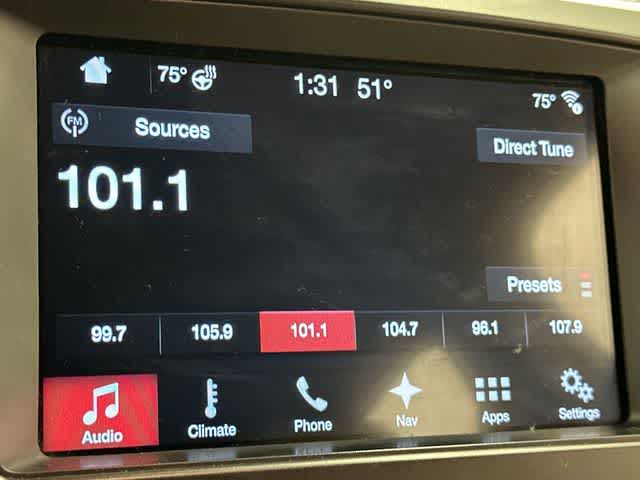 75° 1:31 51° 75°
FM Sources
Direct Tune
101.1
Presets
99.7 105.9 101.1 104.7 96.1 107.9
Audio Climate Phone Nav Apps Settings